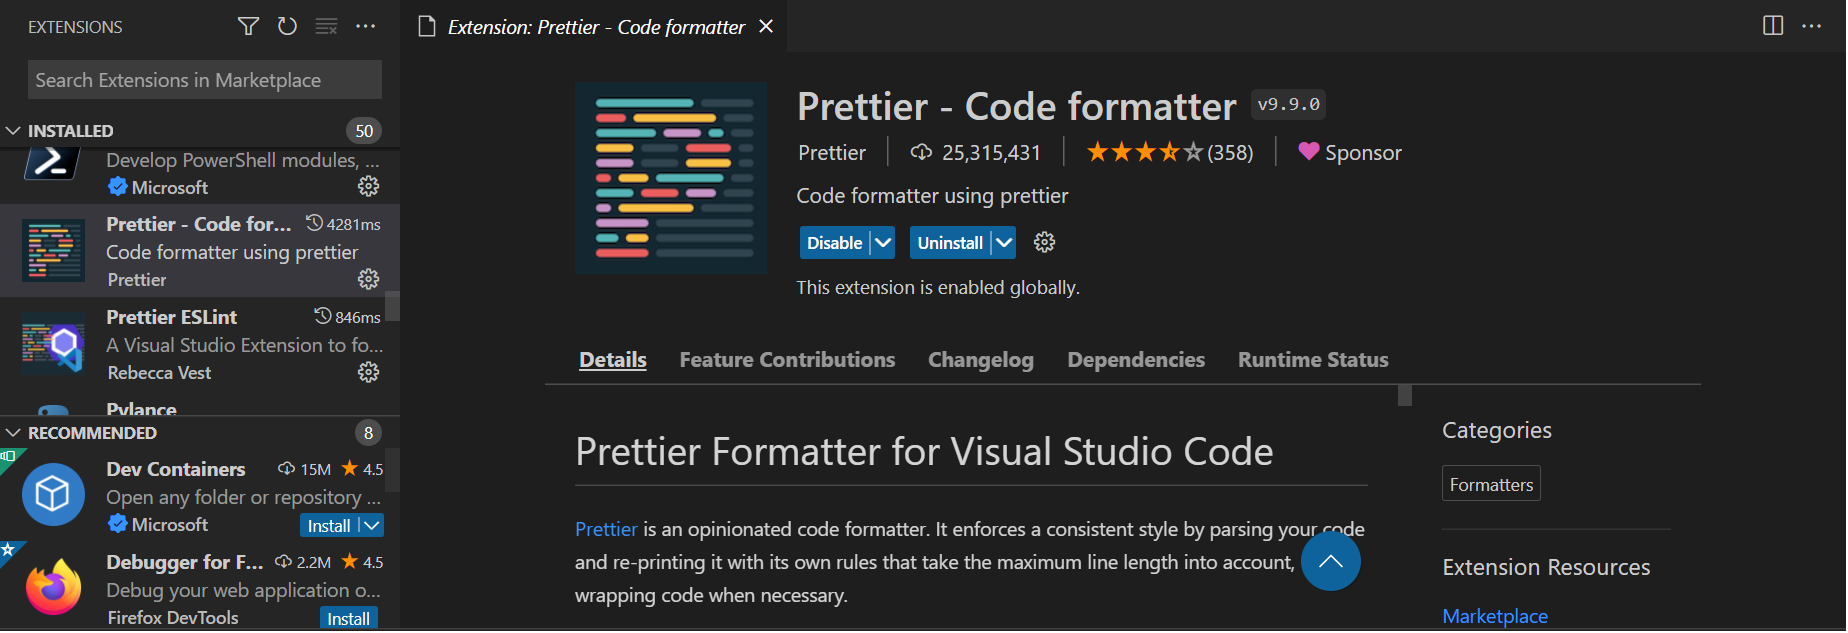 EXTENSIONS
Search Extensions in Marketplace
INSTALLED 50
Develop PowerShell modules, ...
Microsoft
Prettier - Code for... 4281ms
Code formatter using prettier
Prettier
Prettier ESLint 846ms
A Visual Studio Extension to fo...
Rebecca Vest
Pylance
RECOMMENDED 8
Dev Containers 15M 4.5
Open any folder or repository ...
Microsoft Install
Debugger for F... 2.2M 4.5
Debug your web application o...
Firefox DevTools Install
Extension: Prettier - Code formatter
Prettier - Code formatter v9.9.0
Prettier 25,315,431 (358) Sponsor
Code formatter using prettier
Disable Uninstall
This extension is enabled globally.
Details Feature Contributions Changelog Dependencies Runtime Status
Prettier Formatter for Visual Studio Code
Prettier is an opinionated code formatter. It enforces a consistent style by parsing your code
and re-printing it with its own rules that take the maximum line length into account,
wrapping code when necessary.
Categories
Formatters
Extension Resources
Marketplace